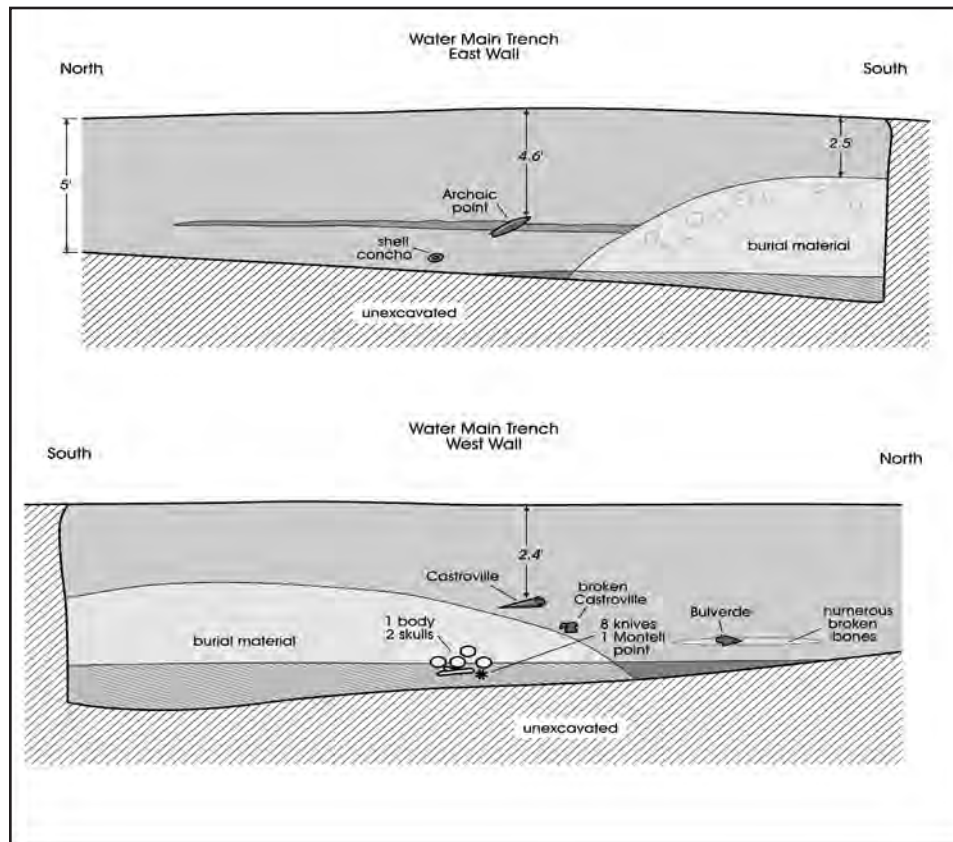 Water Main Trench
East Wall
North
South
5'
4.6'
2.5'
Archaic
point
shell
concho
burial material
unexcavated
Water Main Trench
West Wall
South
North
2.4'
Castroville
broken
Castroville
1 body
2 skulls
8 knives
1 Montell
point
Bulverde
numerous
broken
bones
burial material
unexcavated